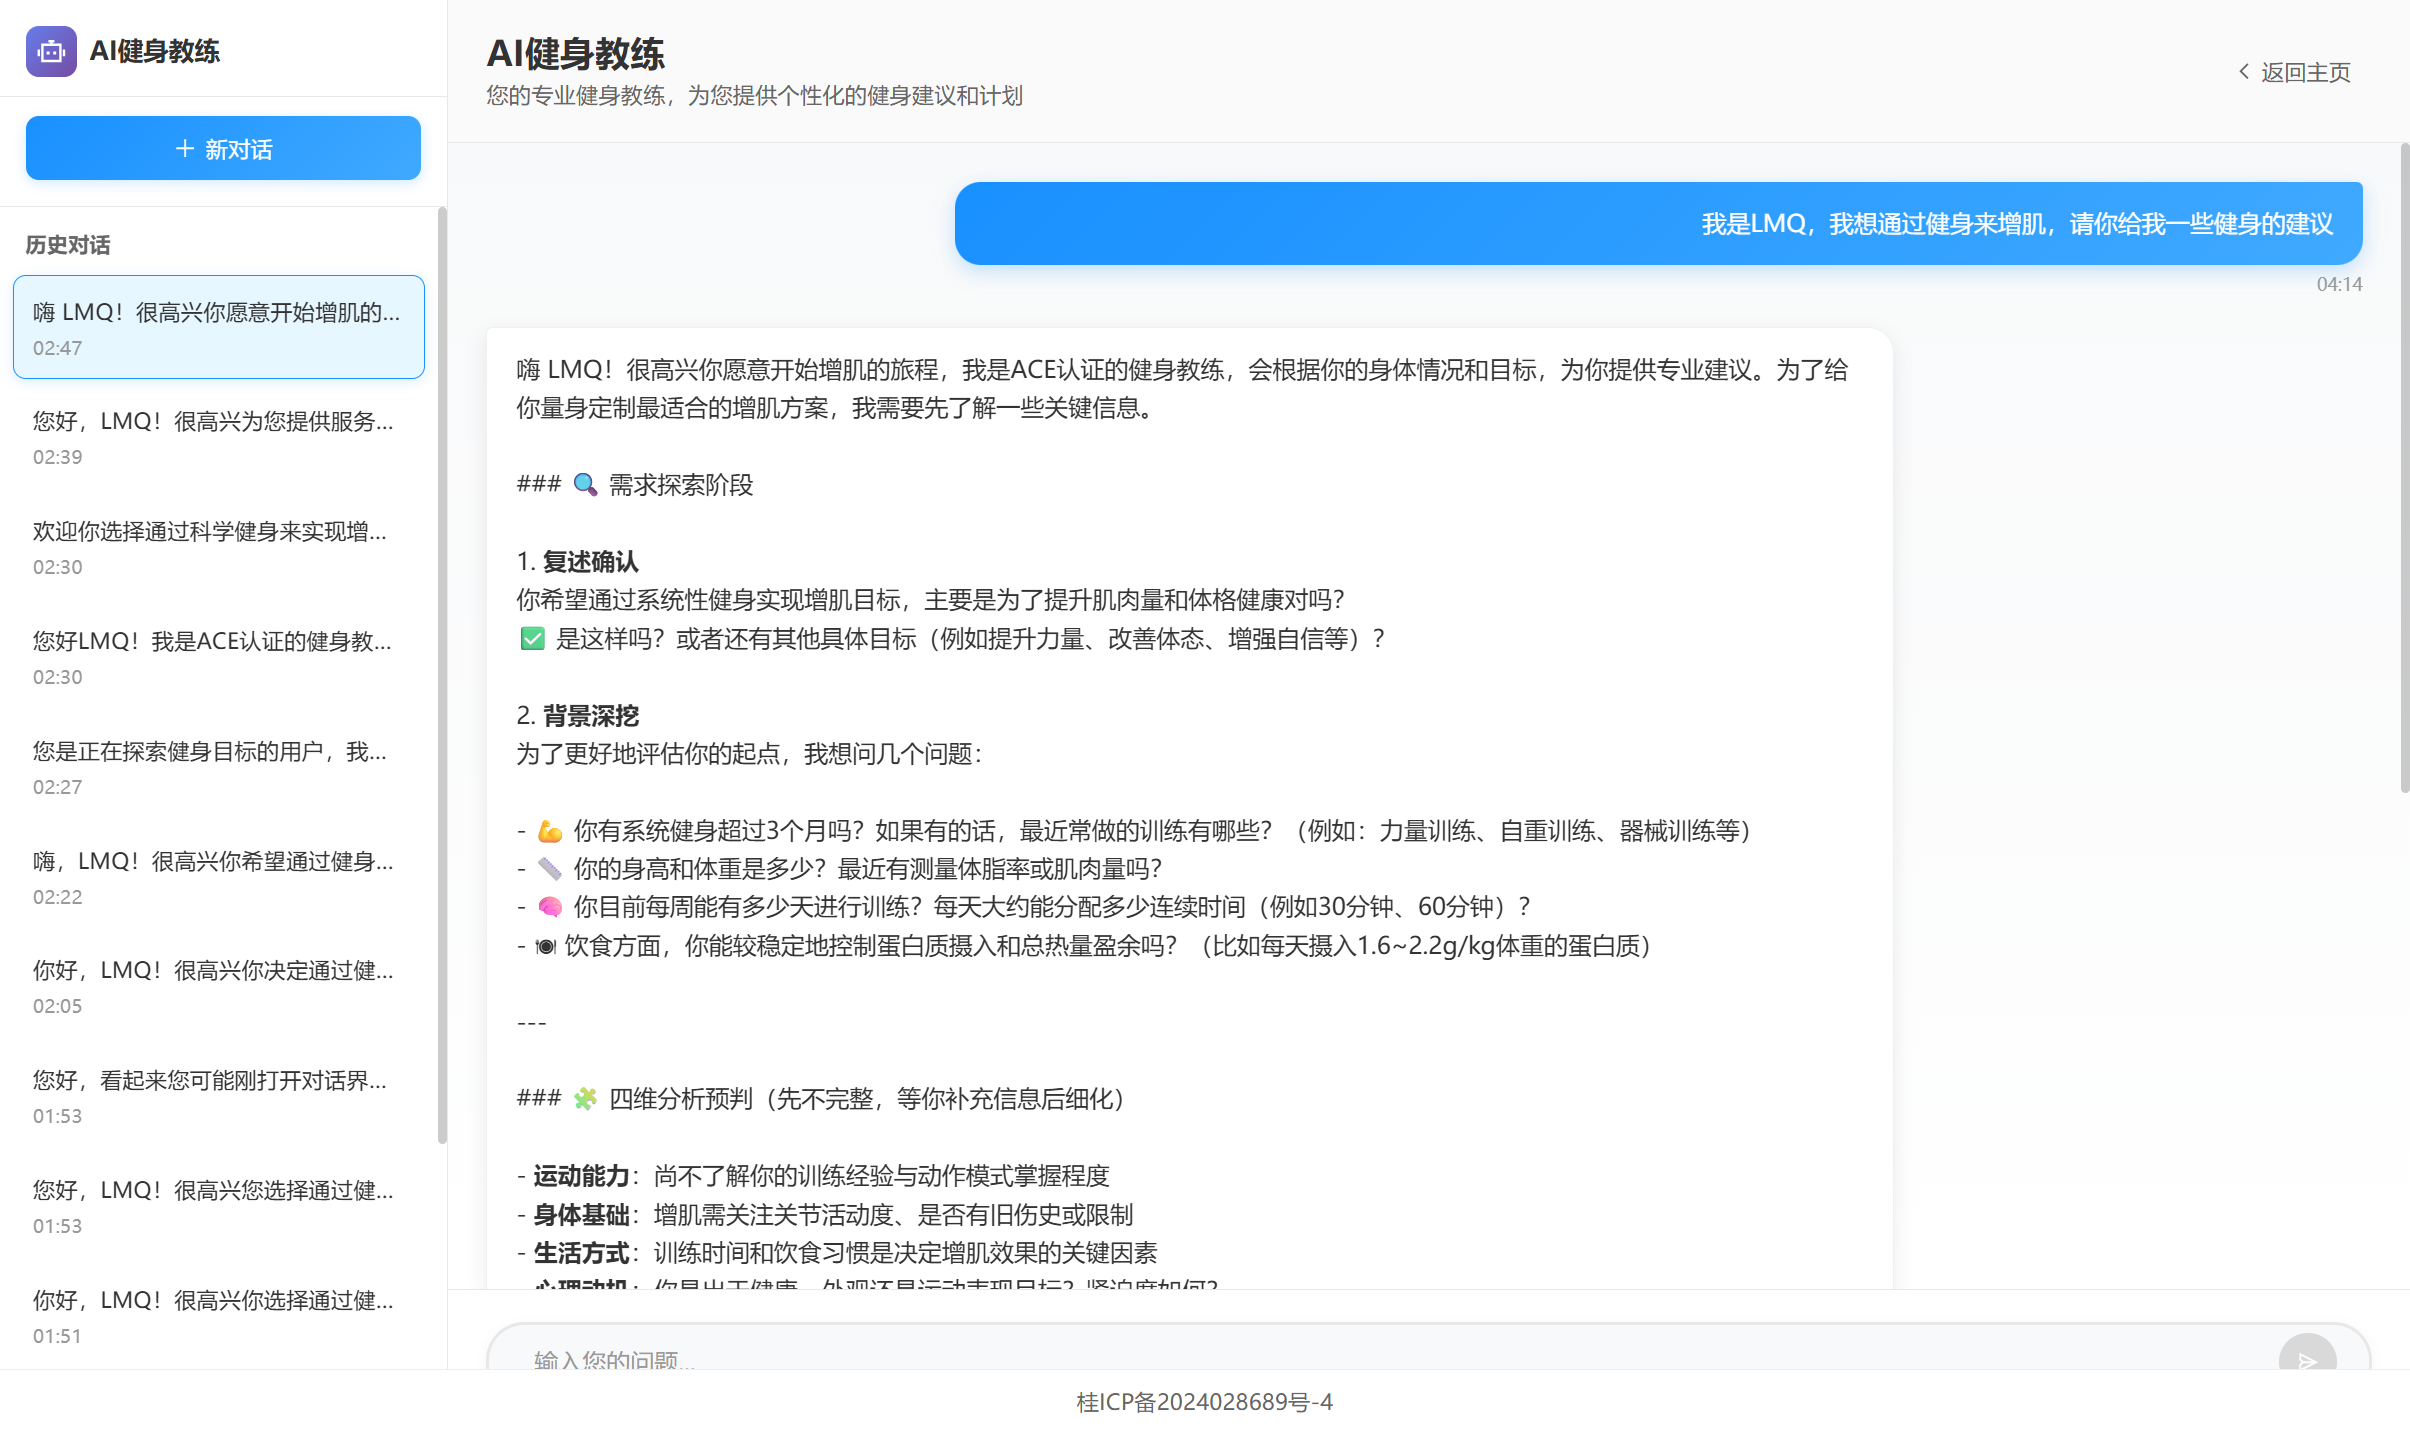 AI健身教练
+ 新对话
历史对话
嗨 LMQ！很高兴你愿意开始增肌的...
02:47
您好，LMQ！很高兴为您提供服务...
02:39
欢迎你选择通过科学健身来实现增...
02:30
您好LMQ！我是ACE认证的健身教...
02:30
您是正在探索健身目标的用户，我...
02:27
嗨，LMQ！很高兴你希望通过健身...
02:22
你好，LMQ！很高兴你决定通过健...
02:05
您好，看起来您可能刚打开对话界...
01:53
您好，LMQ！很高兴您选择通过健...
01:53
你好，LMQ！很高兴你选择通过健...
01:51
AI健身教练
您的专业健身教练，为您提供个性化的健身建议和计划
返回主页
我是LMQ，我想通过健身来增肌，请你给我一些健身的建议
04:14
嗨 LMQ！很高兴你愿意开始增肌的旅程，我是ACE认证的健身教练，会根据你的身体情况和目标，为你提供专业建议。为了给
你量身定制最适合的增肌方案，我需要先了解一些关键信息。
### 🔍 需求探索阶段
1. 复述确认
你希望通过系统性健身实现增肌目标，主要是为了提升肌肉量和体格健康对吗？
✅ 是这样吗？或者还有其他具体目标（例如提升力量、改善体态、增强自信等）？
2. 背景深挖
为了更好地评估你的起点，我想问几个问题：
- 💪 你有系统健身超过3个月吗？如果有的话，最近常做的训练有哪些？（例如：力量训练、自重训练、器械训练等）
- 📏 你的身高和体重是多少？最近有测量体脂率或肌肉量吗？
- 🧠 你目前每周能有多少天进行训练？每天大约能分配多少连续时间（例如30分钟、60分钟）？
- 🍽 饮食方面，你能较稳定地控制蛋白质摄入和总热量盈余吗？（比如每天摄入1.6~2.2g/kg体重的蛋白质）
---
### 🧩 四维分析预判（先不完整，等你补充信息后细化）
- 运动能力：尚不了解你的训练经验与动作模式掌握程度
- 身体基础：增肌需关注关节活动度、是否有旧伤史或限制
- 生活方式：训练时间和饮食习惯是决定增肌效果的关键因素
- 心理动机：你是出于健康、外观还是运动表现目标？紧迫度如何？
输入您的问题...
桂ICP备2024028689号-4